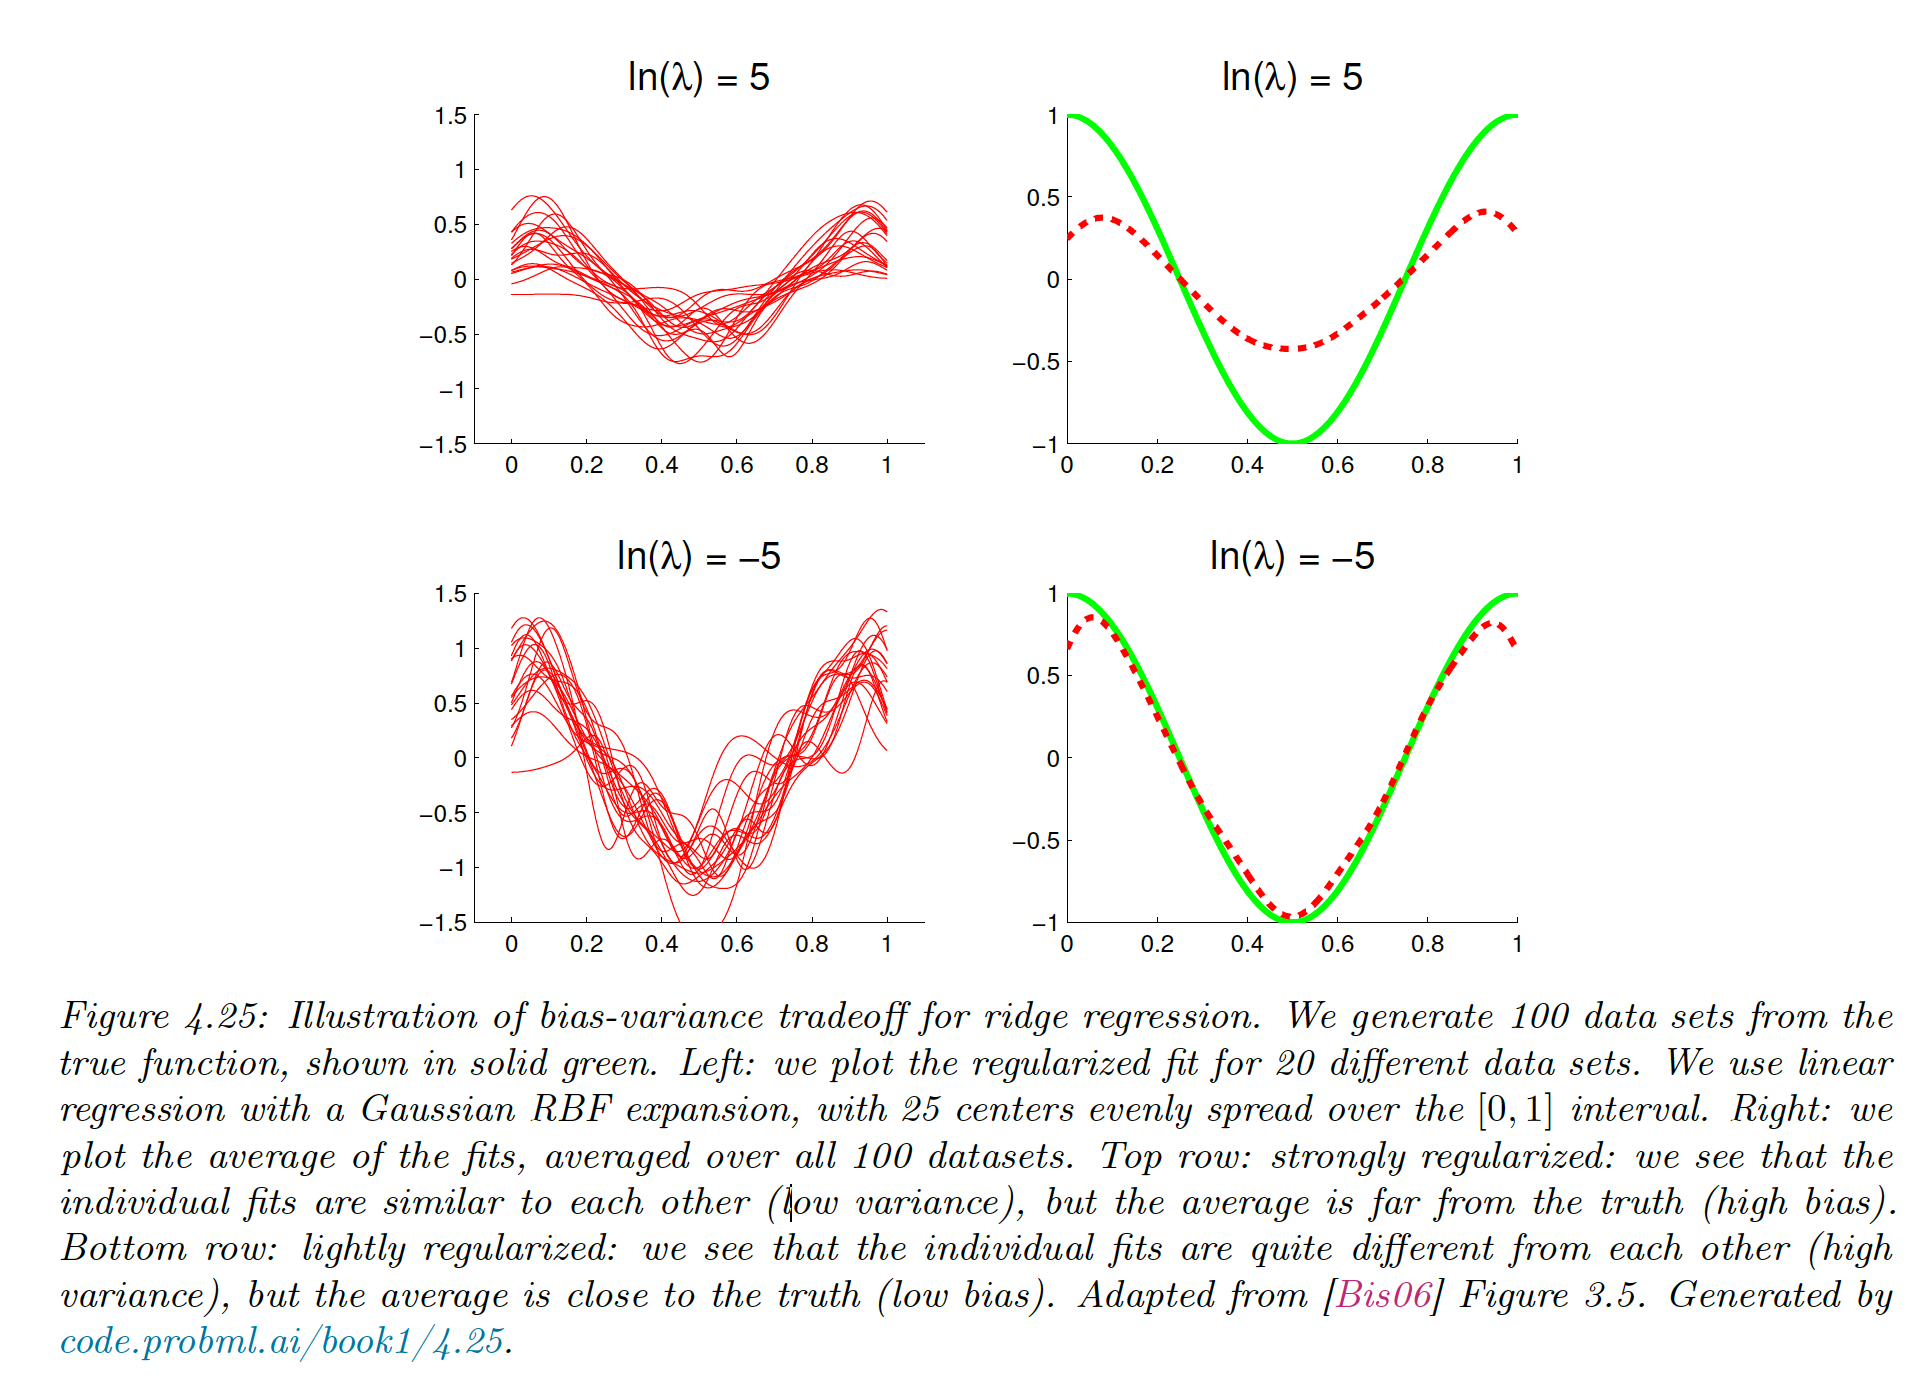 ln(λ) = 5
ln(λ) = 5
1.5
1
0.5
0
−0.5
−1
−1.5
0 0.2 0.4 0.6 0.8 1
1
0.5
0
−0.5
−1
0 0.2 0.4 0.6 0.8 1
ln(λ) = −5
ln(λ) = −5
1.5
1
0.5
0
−0.5
−1
−1.5
0 0.2 0.4 0.6 0.8 1
1
0.5
0
−0.5
−1
0 0.2 0.4 0.6 0.8 1
Figure 4.25: Illustration of bias-variance tradeoff for ridge regression. We generate 100 data sets from the
true function, shown in solid green. Left: we plot the regularized fit for 20 different data sets. We use linear
regression with a Gaussian RBF expansion, with 25 centers evenly spread over the [0, 1] interval. Right: we
plot the average of the fits, averaged over all 100 datasets. Top row: strongly regularized: we see that the
individual fits are similar to each other (low variance), but the average is far from the truth (high bias).
Bottom row: lightly regularized: we see that the individual fits are quite different from each other (high
variance), but the average is close to the truth (low bias). Adapted from [Bis06] Figure 3.5. Generated by
code.probml.ai/book1/4.25.